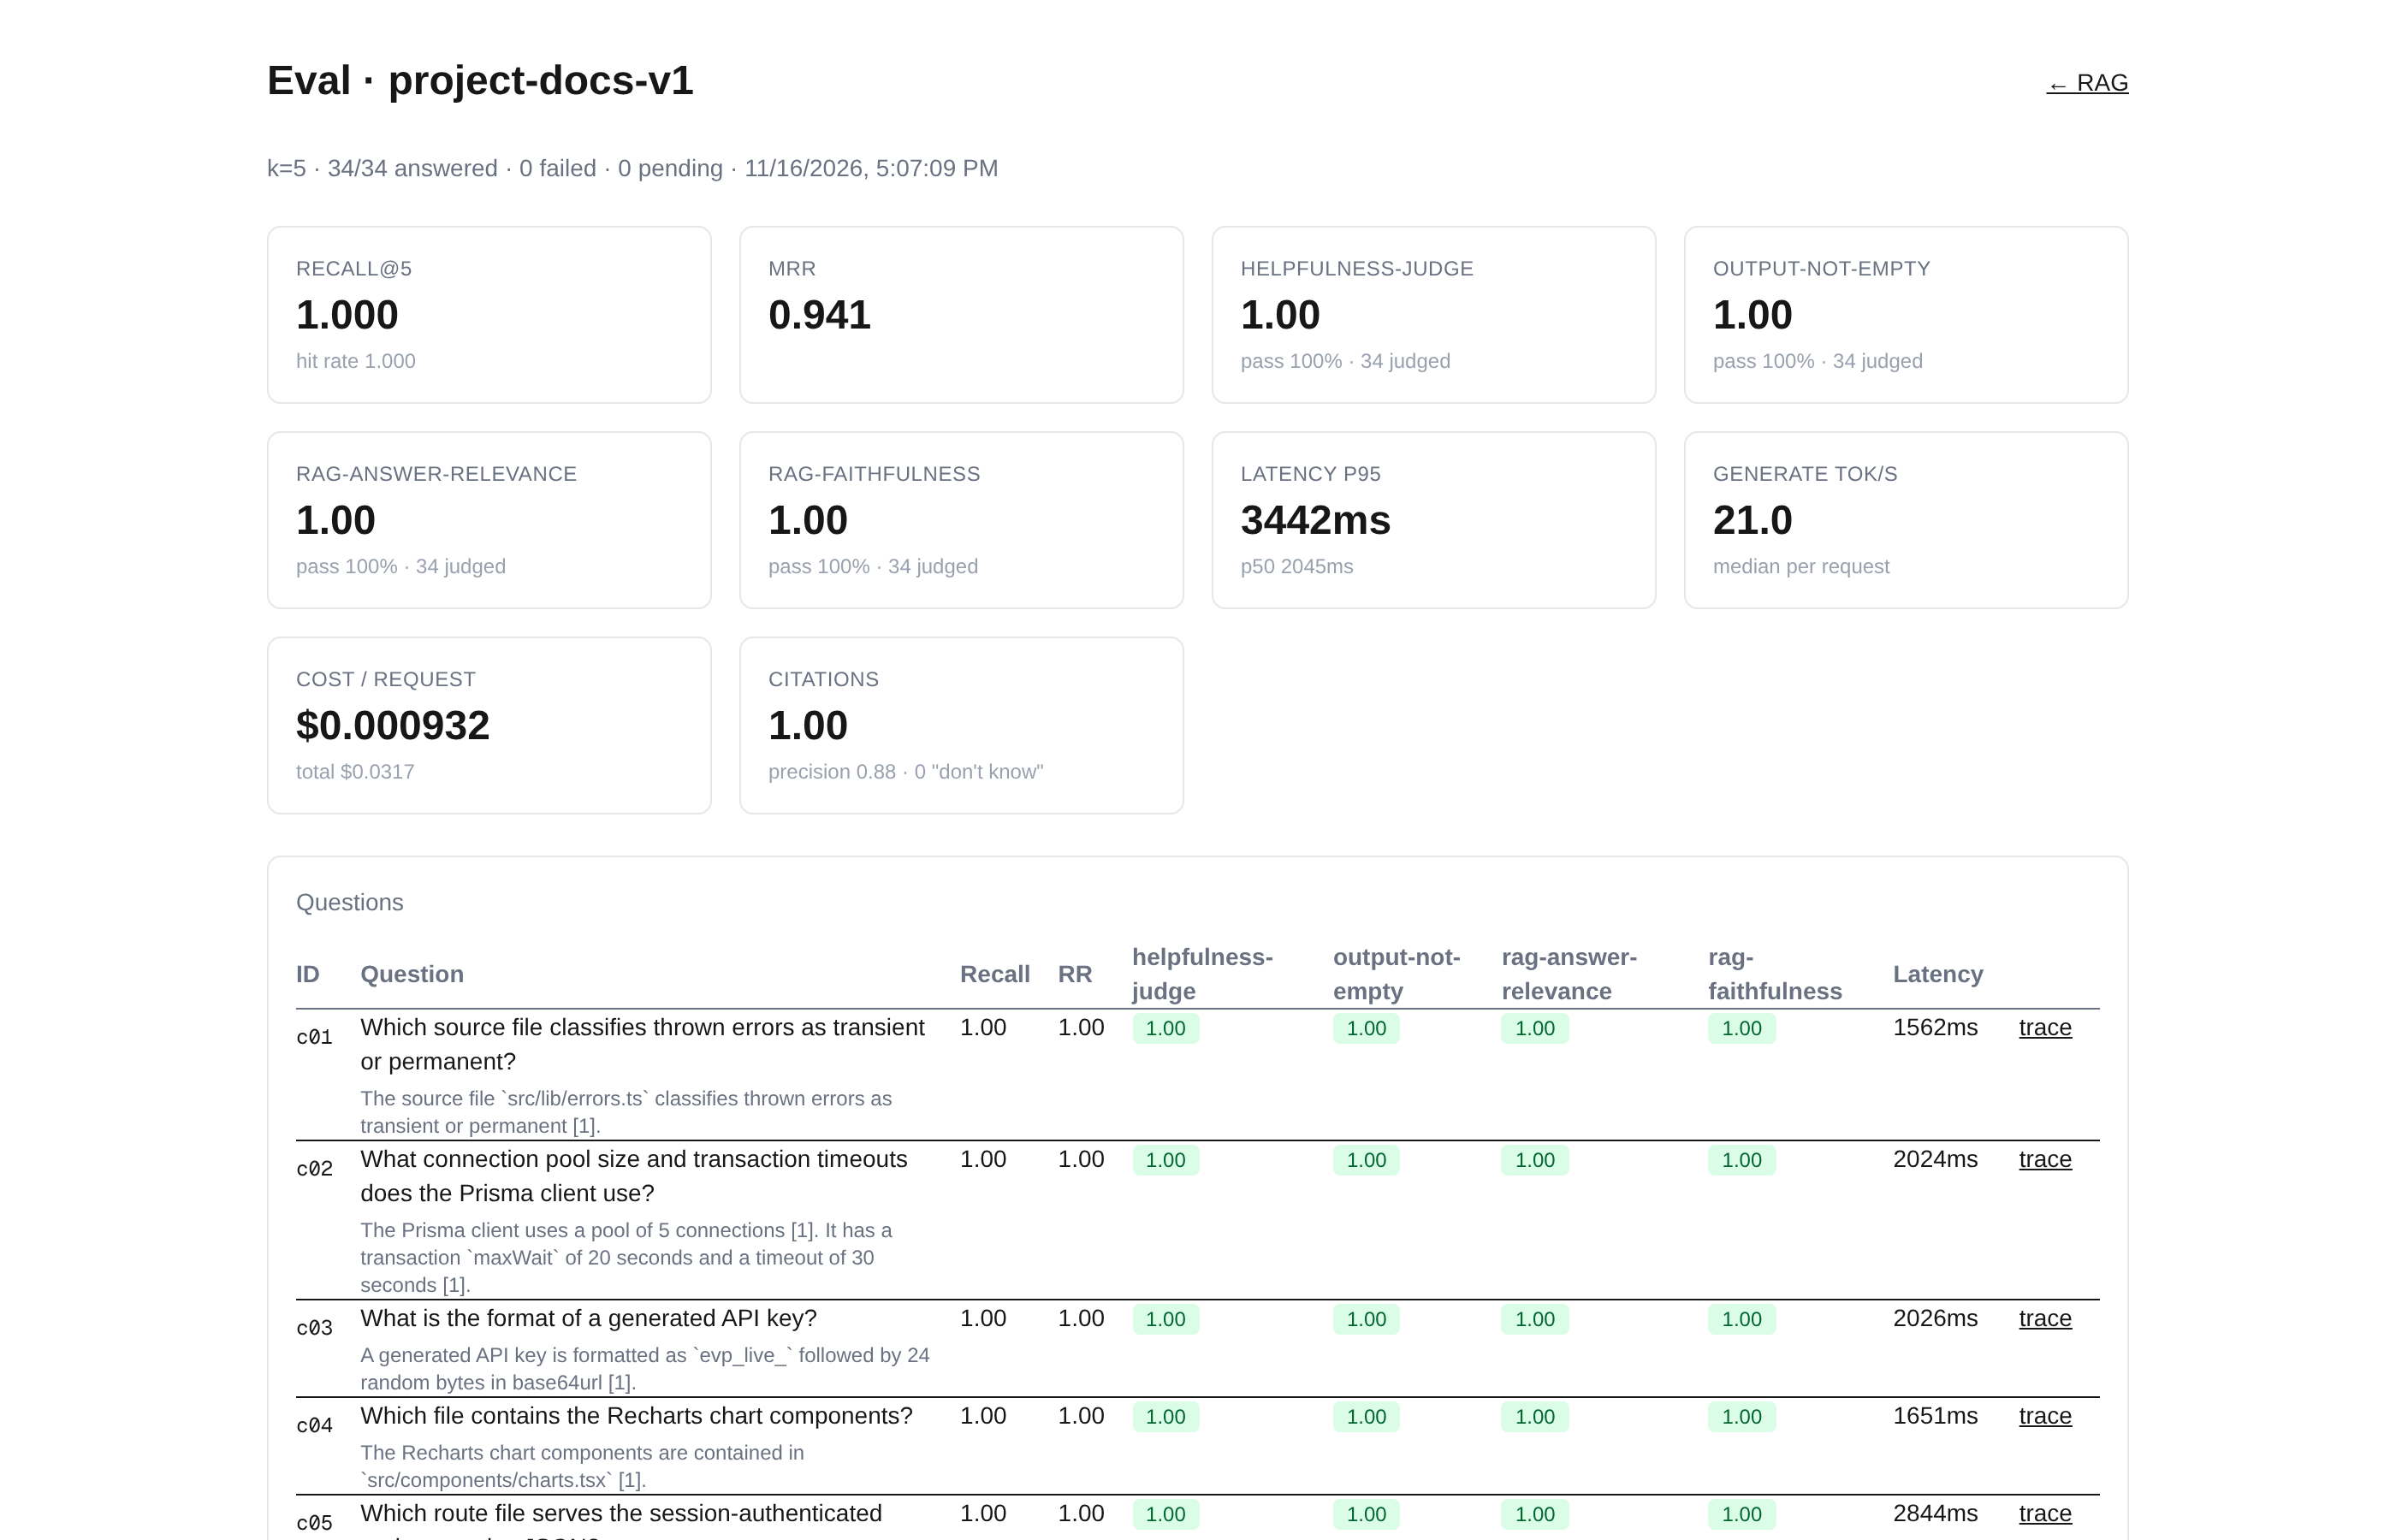 Eval · project-docs-v1
← RAG
k=5 · 34/34 answered · 0 failed · 0 pending · 11/16/2026, 5:07:09 PM
RECALL@5
1.000
hit rate 1.000
MRR
0.941
HELPFULNESS-JUDGE
1.00
pass 100% · 34 judged
OUTPUT-NOT-EMPTY
1.00
pass 100% · 34 judged
RAG-ANSWER-RELEVANCE
1.00
pass 100% · 34 judged
RAG-FAITHFULNESS
1.00
pass 100% · 34 judged
LATENCY P95
3442ms
p50 2045ms
GENERATE TOK/S
21.0
median per request
COST / REQUEST
$0.000932
total $0.0317
CITATIONS
1.00
precision 0.88 · 0 "don't know"
Questions
ID Question Recall RR helpfulness-judge output-not-empty rag-answer-relevance rag-faithfulness Latency
c01 Which source file classifies thrown errors as transient 1.00 1.00 1.00 1.00 1.00 1.00 1562ms trace
or permanent?
The source file `src/lib/errors.ts` classifies thrown errors as
transient or permanent [1].
c02 What connection pool size and transaction timeouts 1.00 1.00 1.00 1.00 1.00 1.00 2024ms trace
does the Prisma client use?
The Prisma client uses a pool of 5 connections [1]. It has a
transaction `maxWait` of 20 seconds and a timeout of 30
seconds [1].
c03 What is the format of a generated API key? 1.00 1.00 1.00 1.00 1.00 1.00 2026ms trace
A generated API key is formatted as `evp_live_` followed by 24
random bytes in base64url [1].
c04 Which file contains the Recharts chart components? 1.00 1.00 1.00 1.00 1.00 1.00 1651ms trace
The Recharts chart components are contained in
`src/components/charts.tsx` [1].
c05 Which route file serves the session-authenticated 1.00 1.00 1.00 1.00 1.00 1.00 2844ms trace